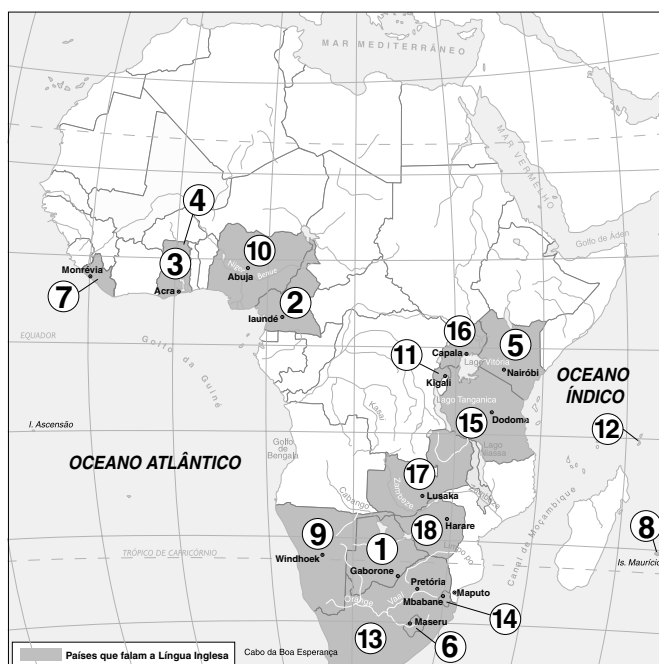 MAR MEDITERRÂNEO
MAR VERMELHO
Golfo de Áden
4
10
3
Níger
Benue
Abuja
Monróvia
7
Acra
2
Iaundé
16
5
EQUADOR
Golfo da Guiné
11
Capala
Lago Vitória
Nairóbi
Kigali
OCEANO
ÍNDICO
Kasai
Lago Tanganica
I. Ascensão
15
Dodoma
12
Golfo de
Bengala
Lago
Niassa
OCEANO ATLÂNTICO
17
Zambeze
Lusaka
Cabango
Canal de Moçambique
9
1
18
Harare
8
Limpopo
TRÓPICO DE CAPRICÓRNIO
Windhoek
Is. Maurício
Gaborone
Pretória
Maputo
Orange
Vaal
Mbabane
14
Maseru
13
6
Países que falam a Língua Inglesa
Cabo da Boa Esperança